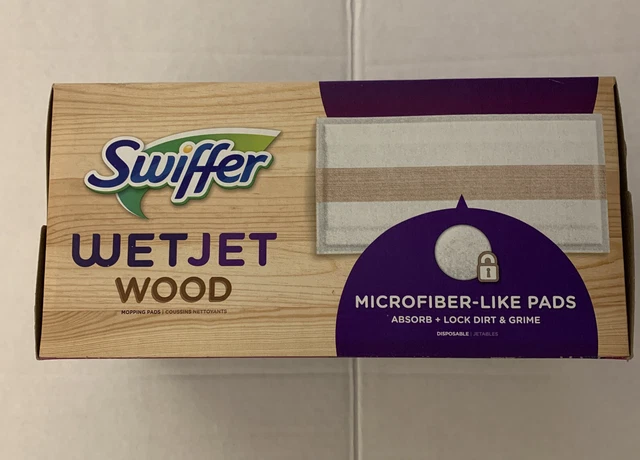 Swiffer
WETJET
WOOD
MOPPING PADS | COUSSINS NETTOYANTS
MICROFIBER-LIKE PADS
ABSORB + LOCK DIRT & GRIME
DISPOSABLE | JETABLES